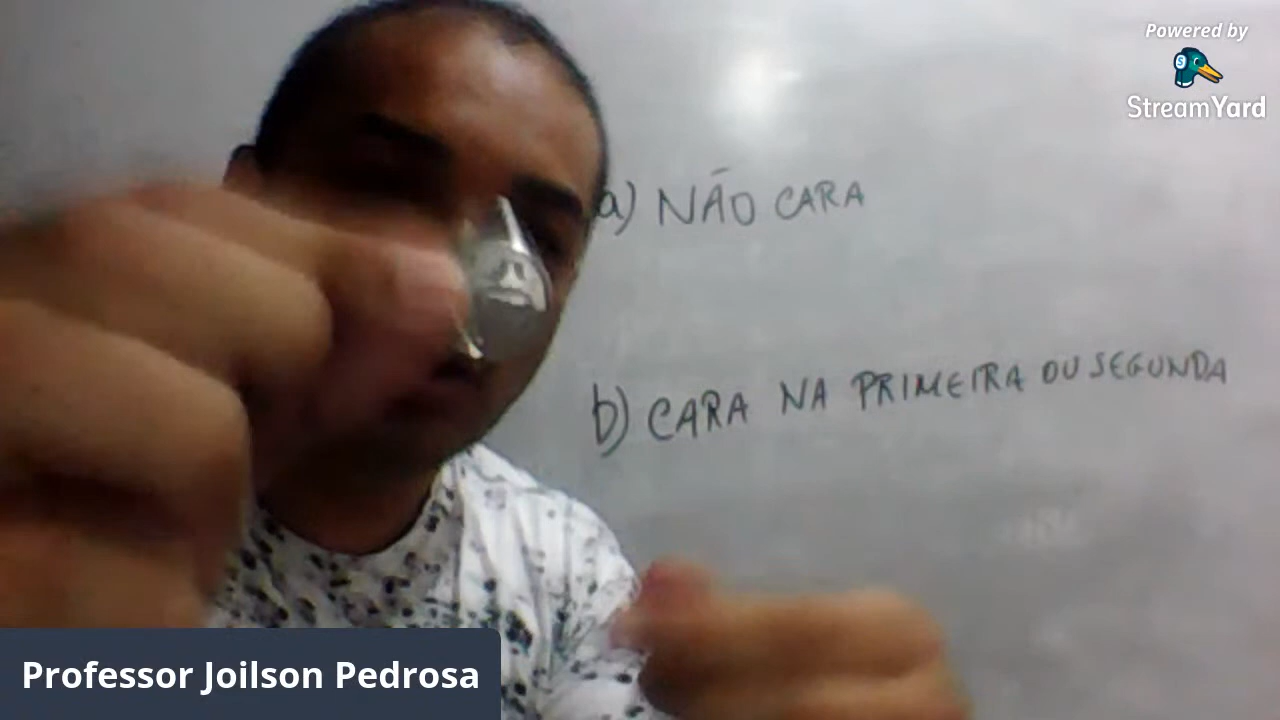 Powered by
StreamYard
a) NÃO CARA
b) CARA NA PRIMEIRA OU SEGUNDA
Professor Joilson Pedrosa